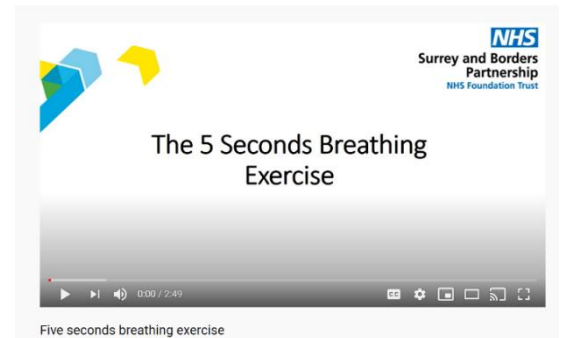 NHS
Surrey and Borders
Partnership
NHS Foundation Trust
The 5 Seconds Breathing
Exercise
0:00 / 2:49
CC
Five seconds breathing exercise